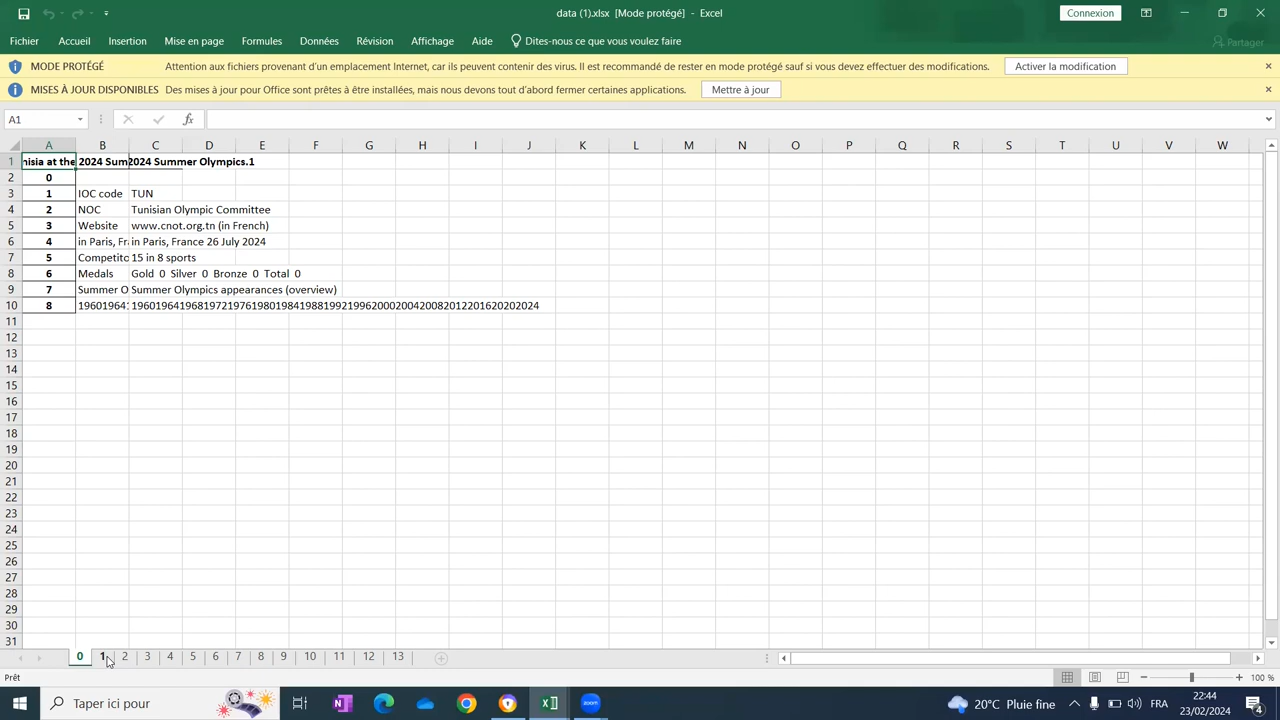 data (1).xlsx [Mode protégé] - Excel
Connexion
Fichier Accueil Insertion Mise en page Formules Données Révision Affichage Aide Dites-nous ce que vous voulez faire Partager
MODE PROTÉGÉ Attention aux fichiers provenant d'un emplacement Internet, car ils peuvent contenir des virus. Il est recommandé de rester en mode protégé sauf si vous devez effectuer des modifications. Activer la modification
MISES À JOUR DISPONIBLES Des mises à jour pour Office sont prêtes à être installées, mais nous devons tout d'abord fermer certaines applications. Mettre à jour
A1 fx
A B C D E F G H I J K L M N O P Q R S T U V W
1 nisia at the 2024 Sum 2024 Summer Olympics.1
2 0
3 1 IOC code TUN
4 2 NOC Tunisian Olympic Committee
5 3 Website www.cnot.org.tn (in French)
6 4 in Paris, Fra in Paris, France 26 July 2024
7 5 Competito 15 in 8 sports
8 6 Medals Gold 0 Silver 0 Bronze 0 Total 0
9 7 Summer O Summer Olympics appearances (overview)
10 8 19601964 19601964196819721976198019841988199219962000200420082012201620202024
11
12
13
14
15
16
17
18
19
20
21
22
23
24
25
26
27
28
29
30
31
0 1 2 3 4 5 6 7 8 9 10 11 12 13
Prêt 100 %
Taper ici pour zoom 20°C Pluie fine FRA 22:44
23/02/2024 4